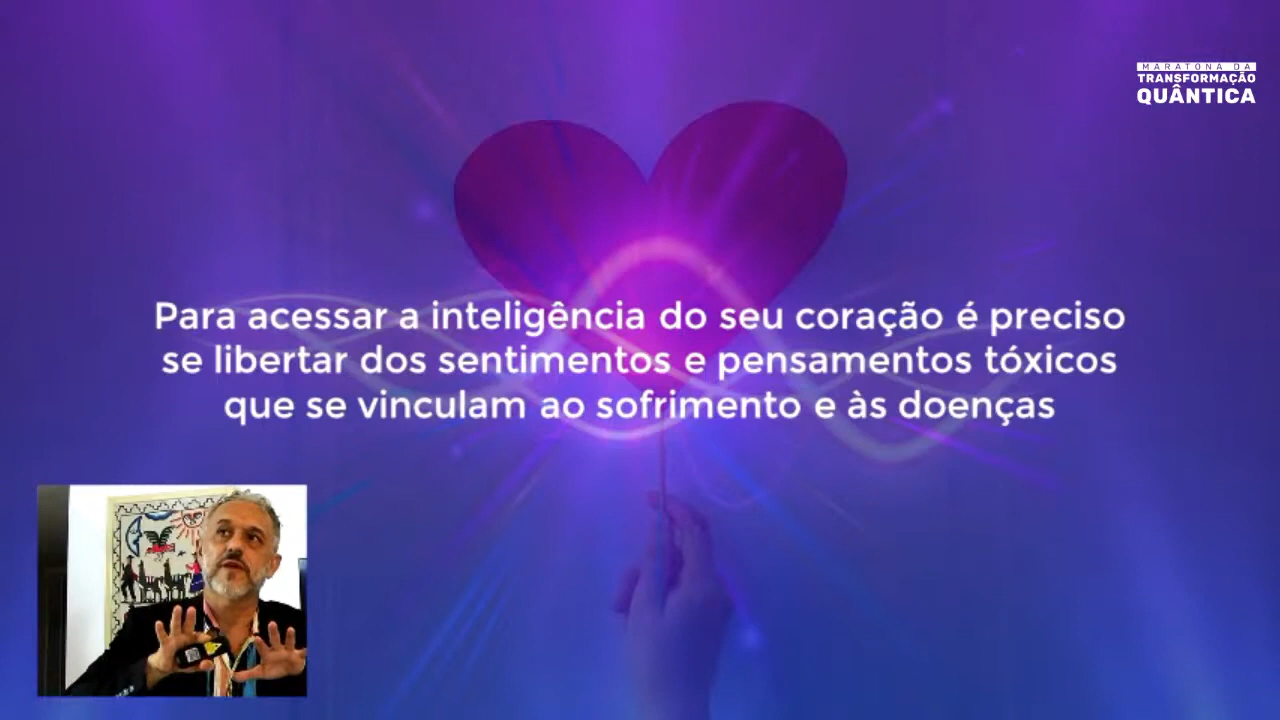 MARATONA DA
TRANSFORMAÇÃO
QUÂNTICA
Para acessar a inteligência do seu coração é preciso
se libertar dos sentimentos e pensamentos tóxicos
que se vinculam ao sofrimento e às doenças